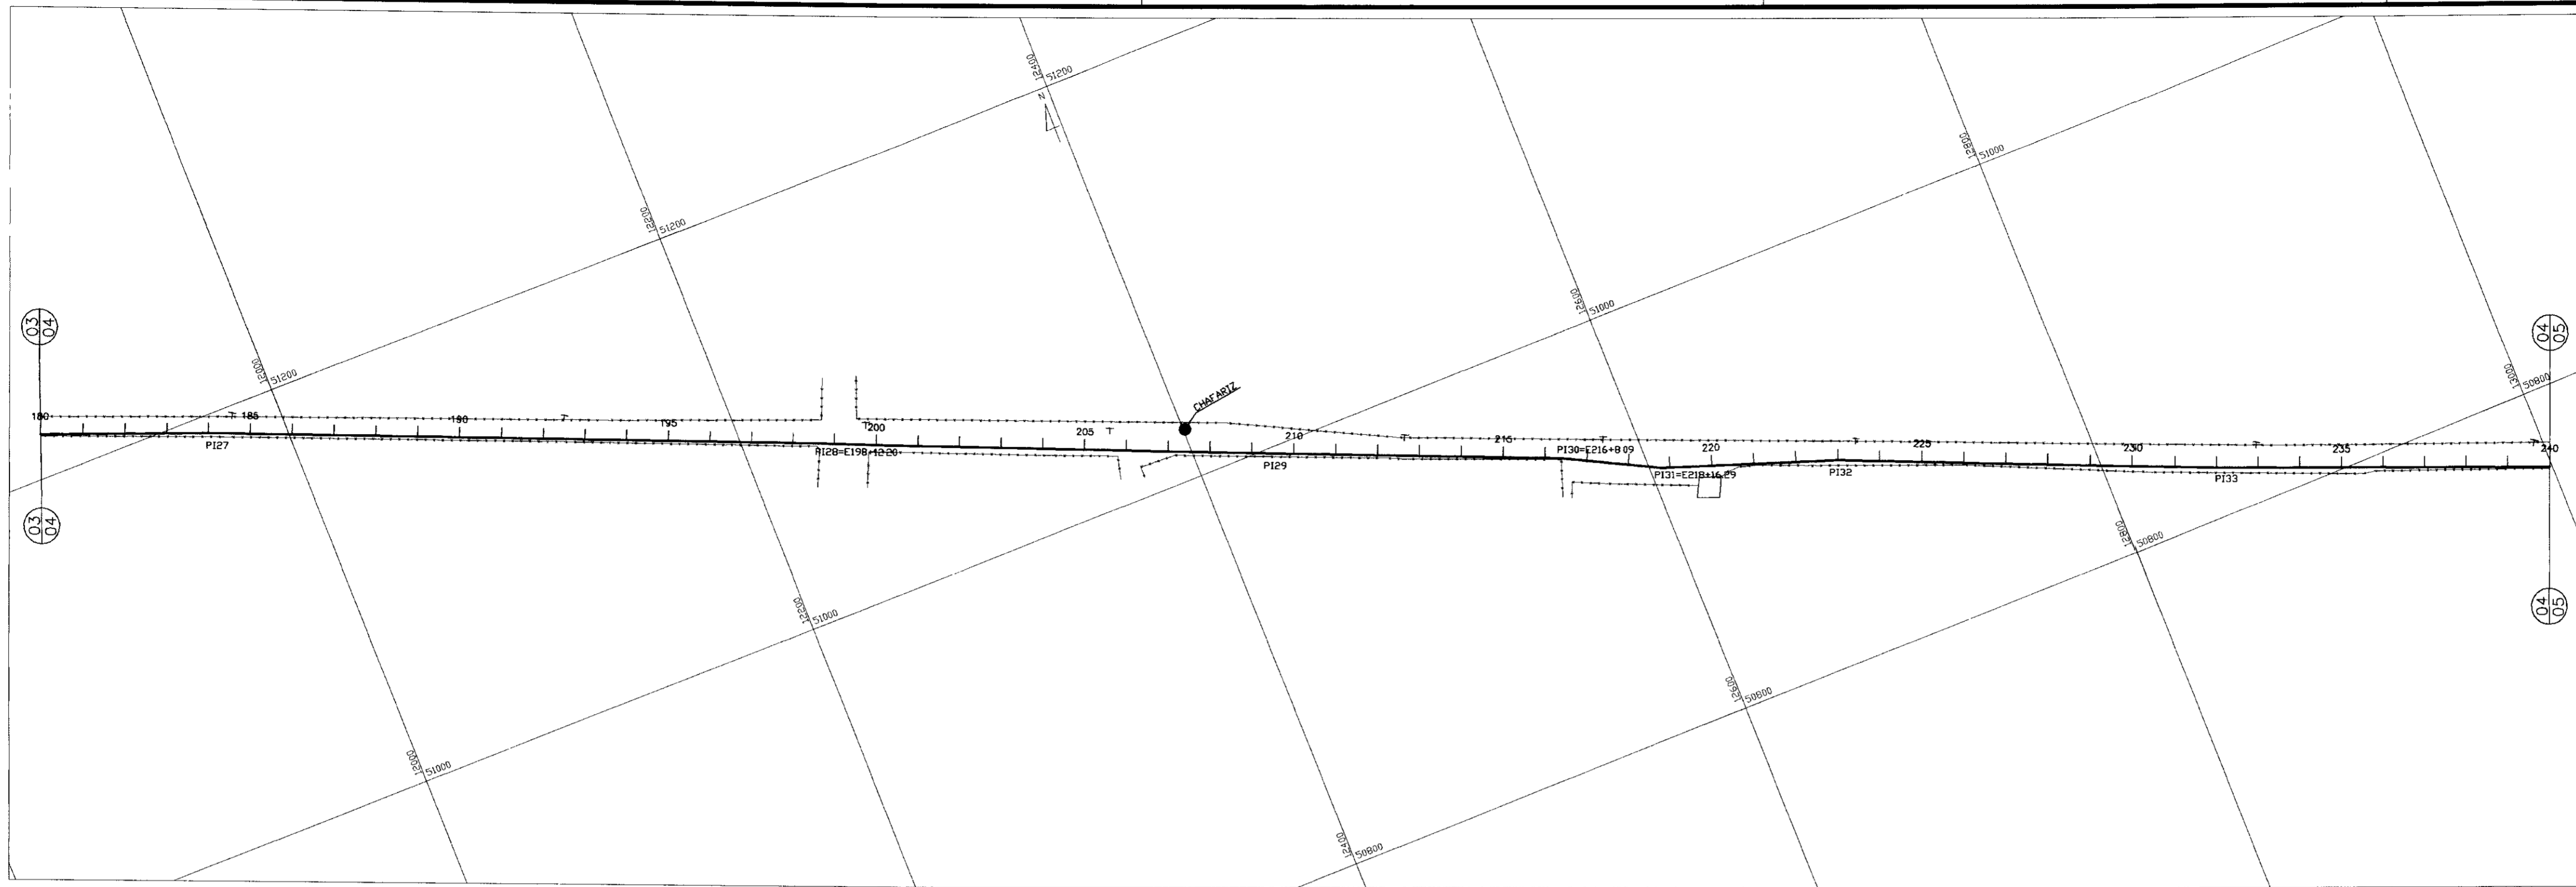 12400
51200
N
12800
51000
12200
51200
12600
51000
03
04
04
05
12000
51200
13000
50800
CHAFARIZ
180
185
190
195
200
205
210
215
220
225
230
235
240
PI27
PI28=E198+12.20
PI29
PI30=E216+8.09
PI31=E218+16.29
PI32
PI33
T
T
T
T
T
T
T
T
T
03
04
12800
50800
04
05
12200
51000
12600
50800
12000
51000
12400
50800